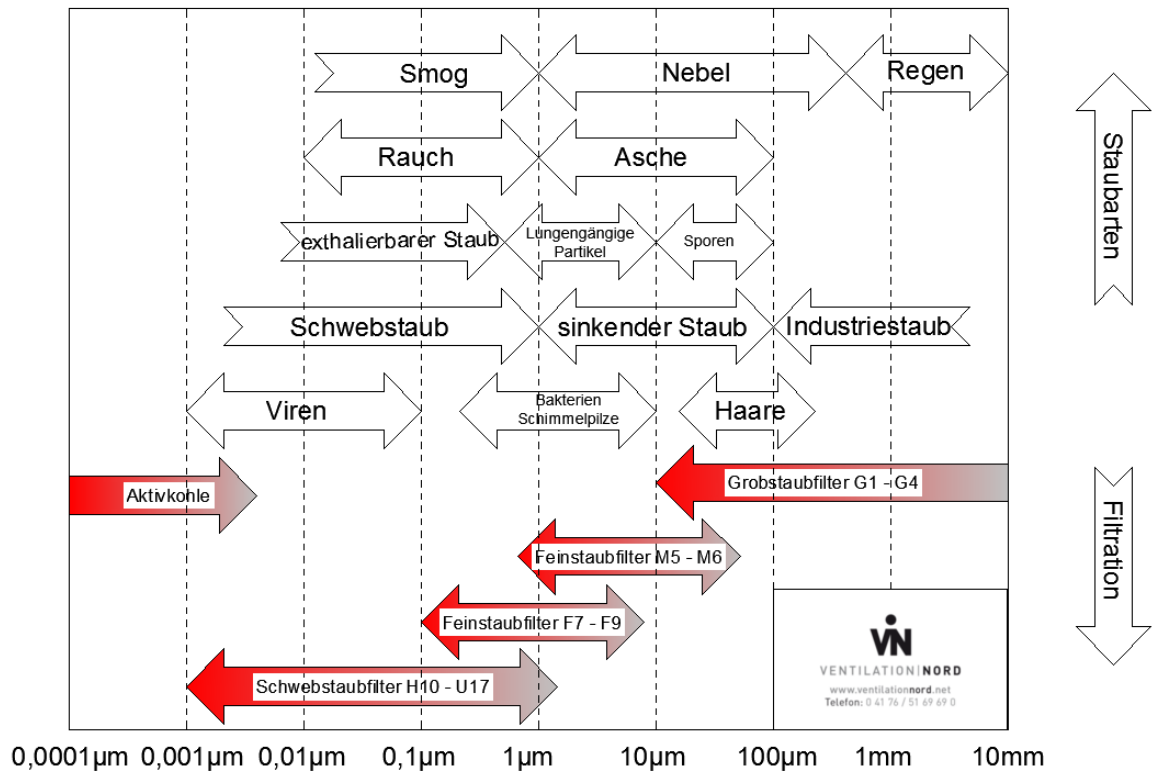 Smog
Nebel
Regen
Rauch
Asche
exthalierbarer Staub
Lungengängige
Partikel
Sporen
Schwebstaub
sinkender Staub
Industriestaub
Viren
Bakterien
Schimmelpilze
Haare
Aktivkohle
Grobstaubfilter G1 - G4
Feinstaubfilter M5 - M6
Feinstaubfilter F7 - F9
Schwebstaubfilter H10 - U17
Staubarten
Filtration
VN
VENTILATION|NORD
www.ventilationnord.net
Telefon: 0 41 76 / 51 69 69 0
0,0001µm 0,001µm 0,01µm 0,1µm 1µm 10µm 100µm 1mm 10mm